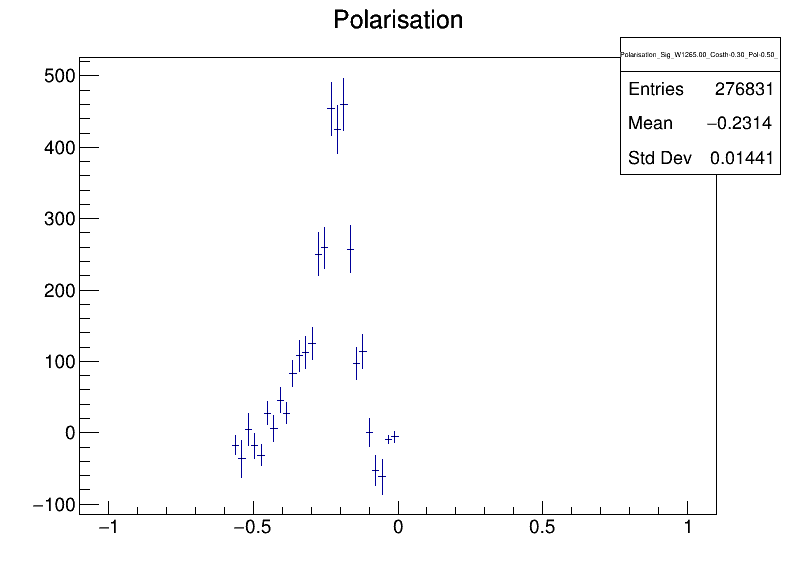 Polarisation
Polarisation_Sig_W1265.00_Costh-0.30_Pol-0.50_
Entries 276831
Mean −0.2314
Std Dev 0.01441
500
400
300
200
100
0
−100
−1 −0.5 0 0.5 1